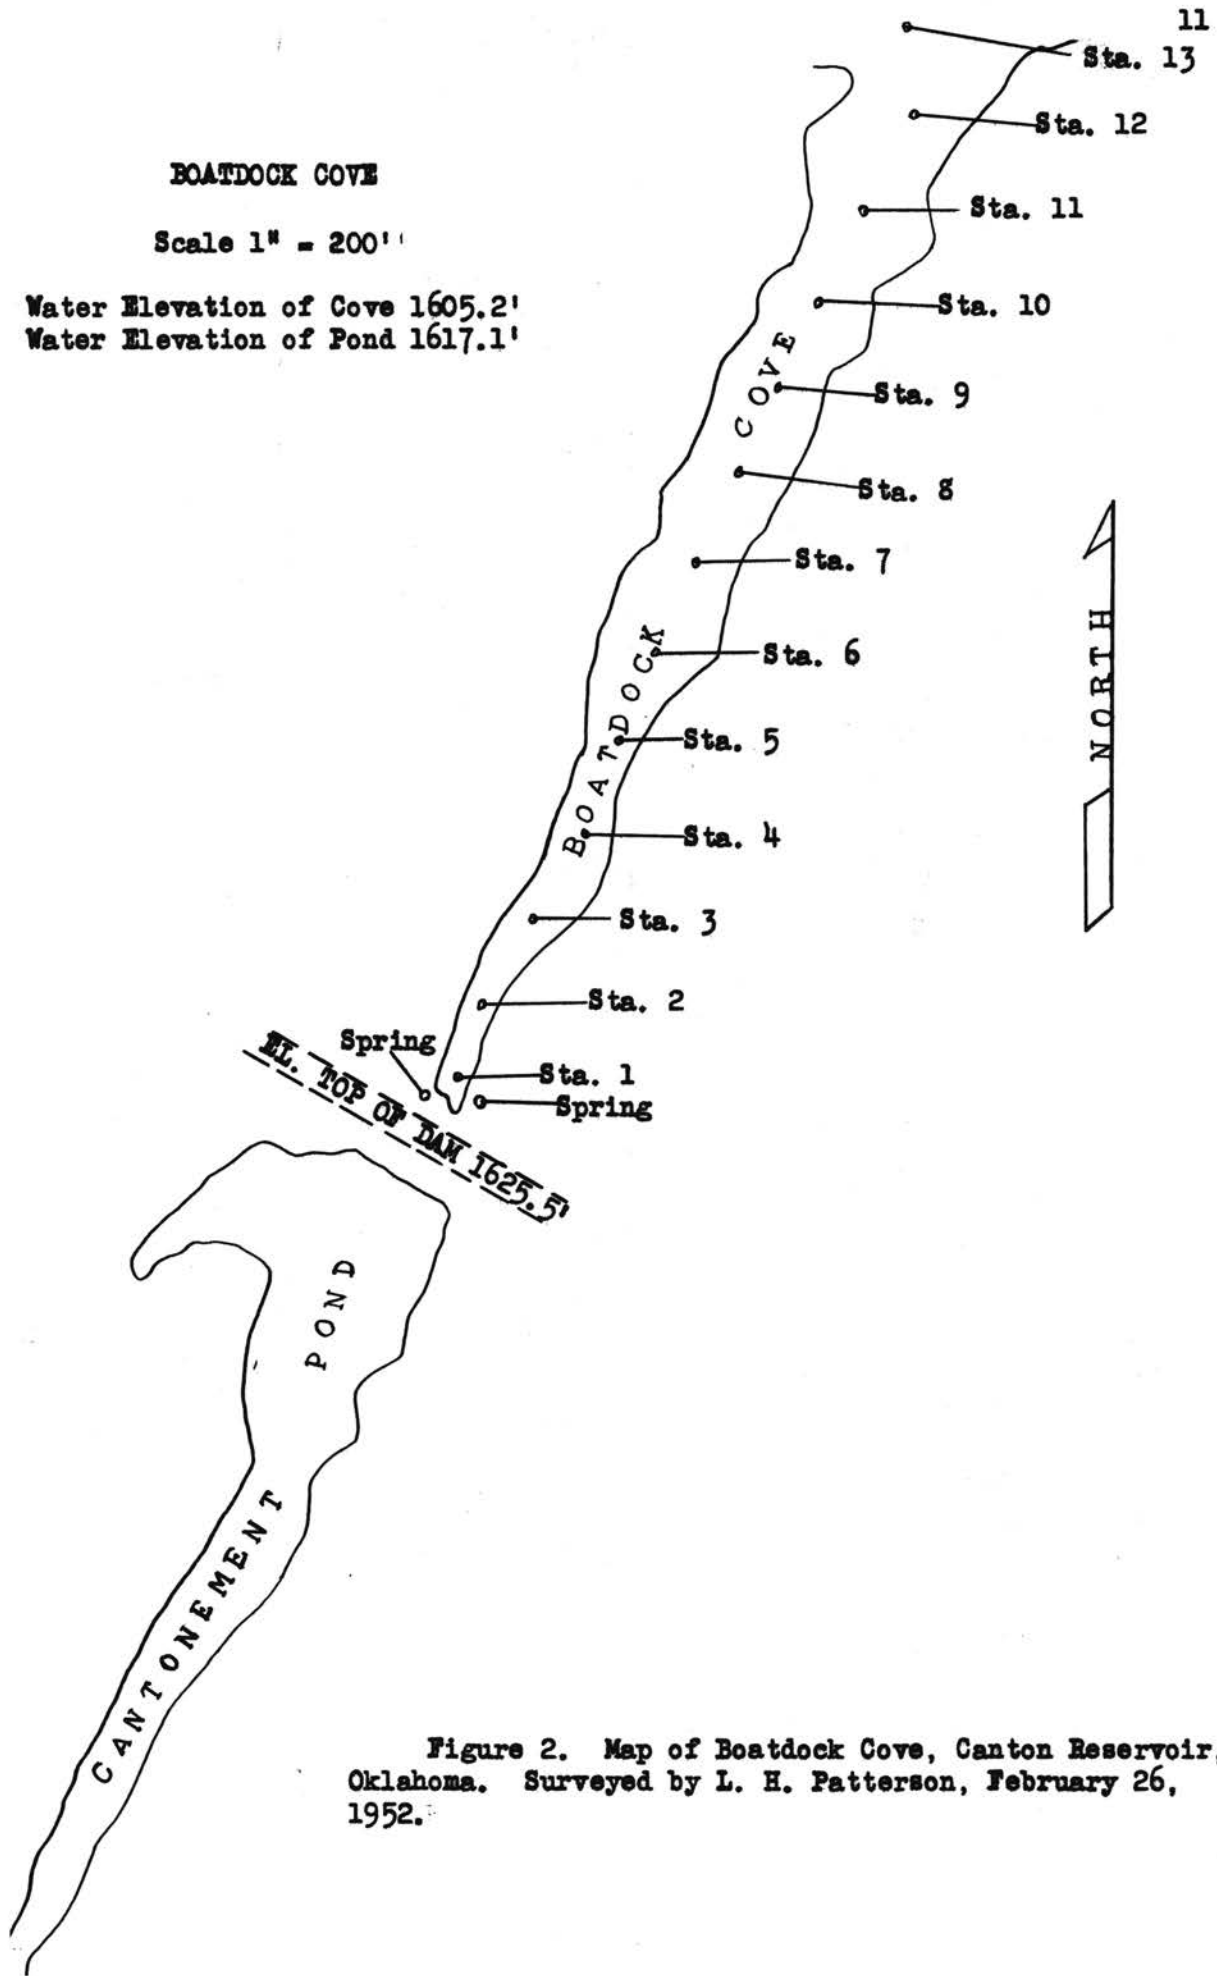 11
Sta. 13
Sta. 12
BOATDOCK COVE
Sta. 11
Scale 1" = 200'
Water Elevation of Cove 1605.2'
Sta. 10
Water Elevation of Pond 1617.1'
Sta. 9
COVE
Sta. 8
Sta. 7
NORTH
Sta. 6
BOATDOCK
Sta. 5
Sta. 4
Sta. 3
Sta. 2
Spring
Sta. 1
Spring
EL. TOP OF DAM 1625.5'
POND
CANTONEMENT
Figure 2. Map of Boatdock Cove, Canton Reservoir,
Oklahoma. Surveyed by L. H. Patterson, February 26,
1952.